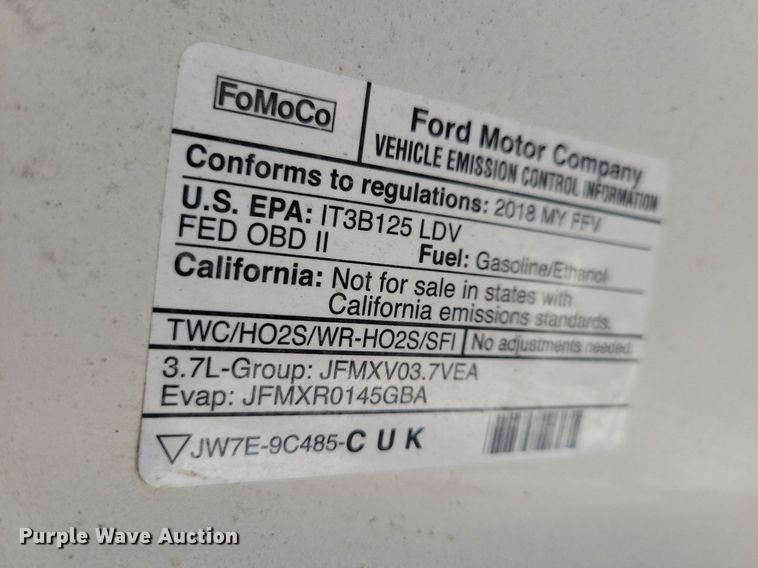 FoMoCo
Ford Motor Company
VEHICLE EMISSION CONTROL INFORMATION
Conforms to regulations: 2018 MY FFV
U.S. EPA: IT3B125 LDV
FED OBD II Fuel: Gasoline/Ethanol
California: Not for sale in states with
California emissions standards.
TWC/HO2S/WR-HO2S/SFI No adjustments needed.
3.7L-Group: JFMXV03.7VEA
Evap: JFMXR0145GBA
JW7E-9C485-CUK
Purple Wave Auction